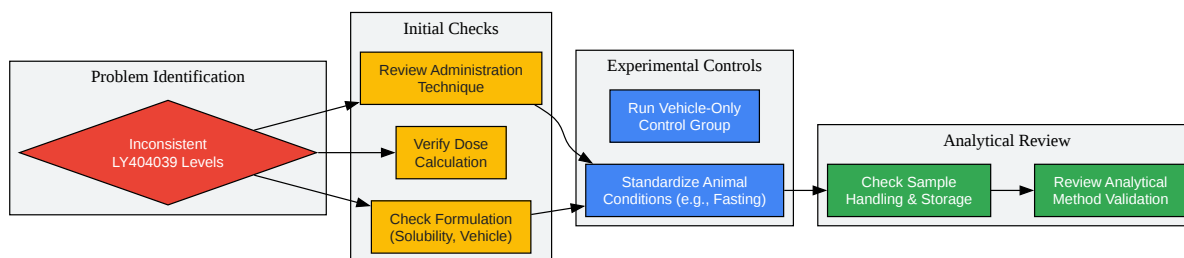 Problem Identification
Inconsistent
LY404039 Levels
Initial Checks
Review Administration
Technique
Verify Dose
Calculation
Check Formulation
(Solubility, Vehicle)
Experimental Controls
Run Vehicle-Only
Control Group
Standardize Animal
Conditions (e.g., Fasting)
Analytical Review
Check Sample
Handling & Storage
Review Analytical
Method Validation